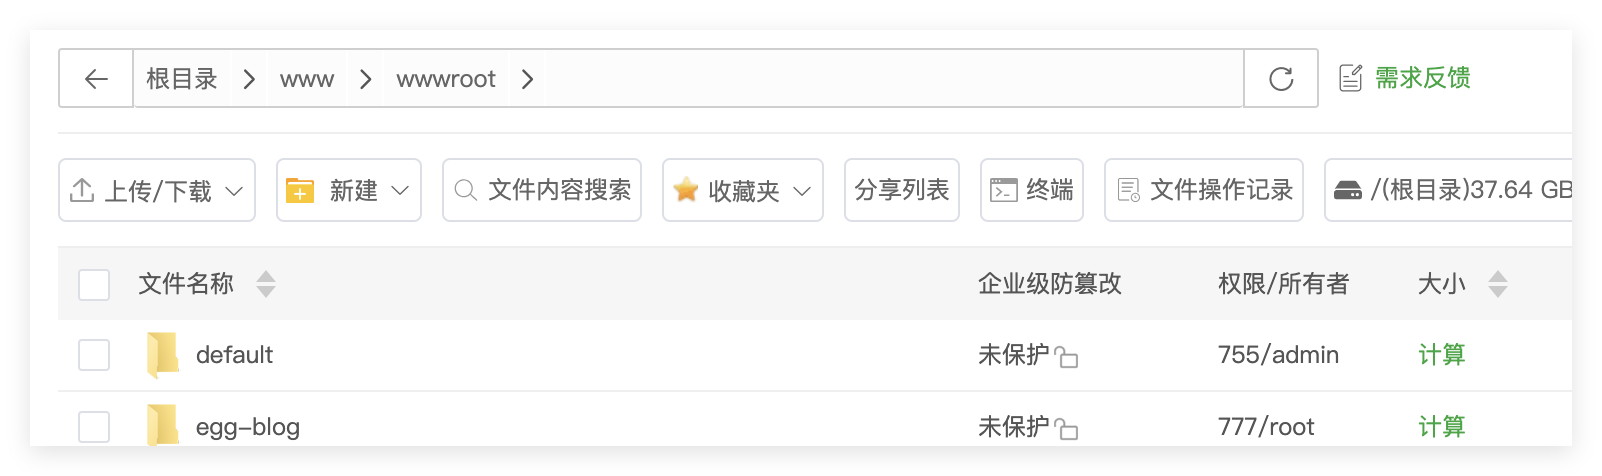 根目录 www wwwroot 需求反馈
上传/下载 新建 文件内容搜索 收藏夹 分享列表 终端 文件操作记录 /(根目录)37.64 GB
文件名称 企业级防篡改 权限/所有者 大小
default 未保护 755/admin 计算
egg-blog 未保护 777/root 计算